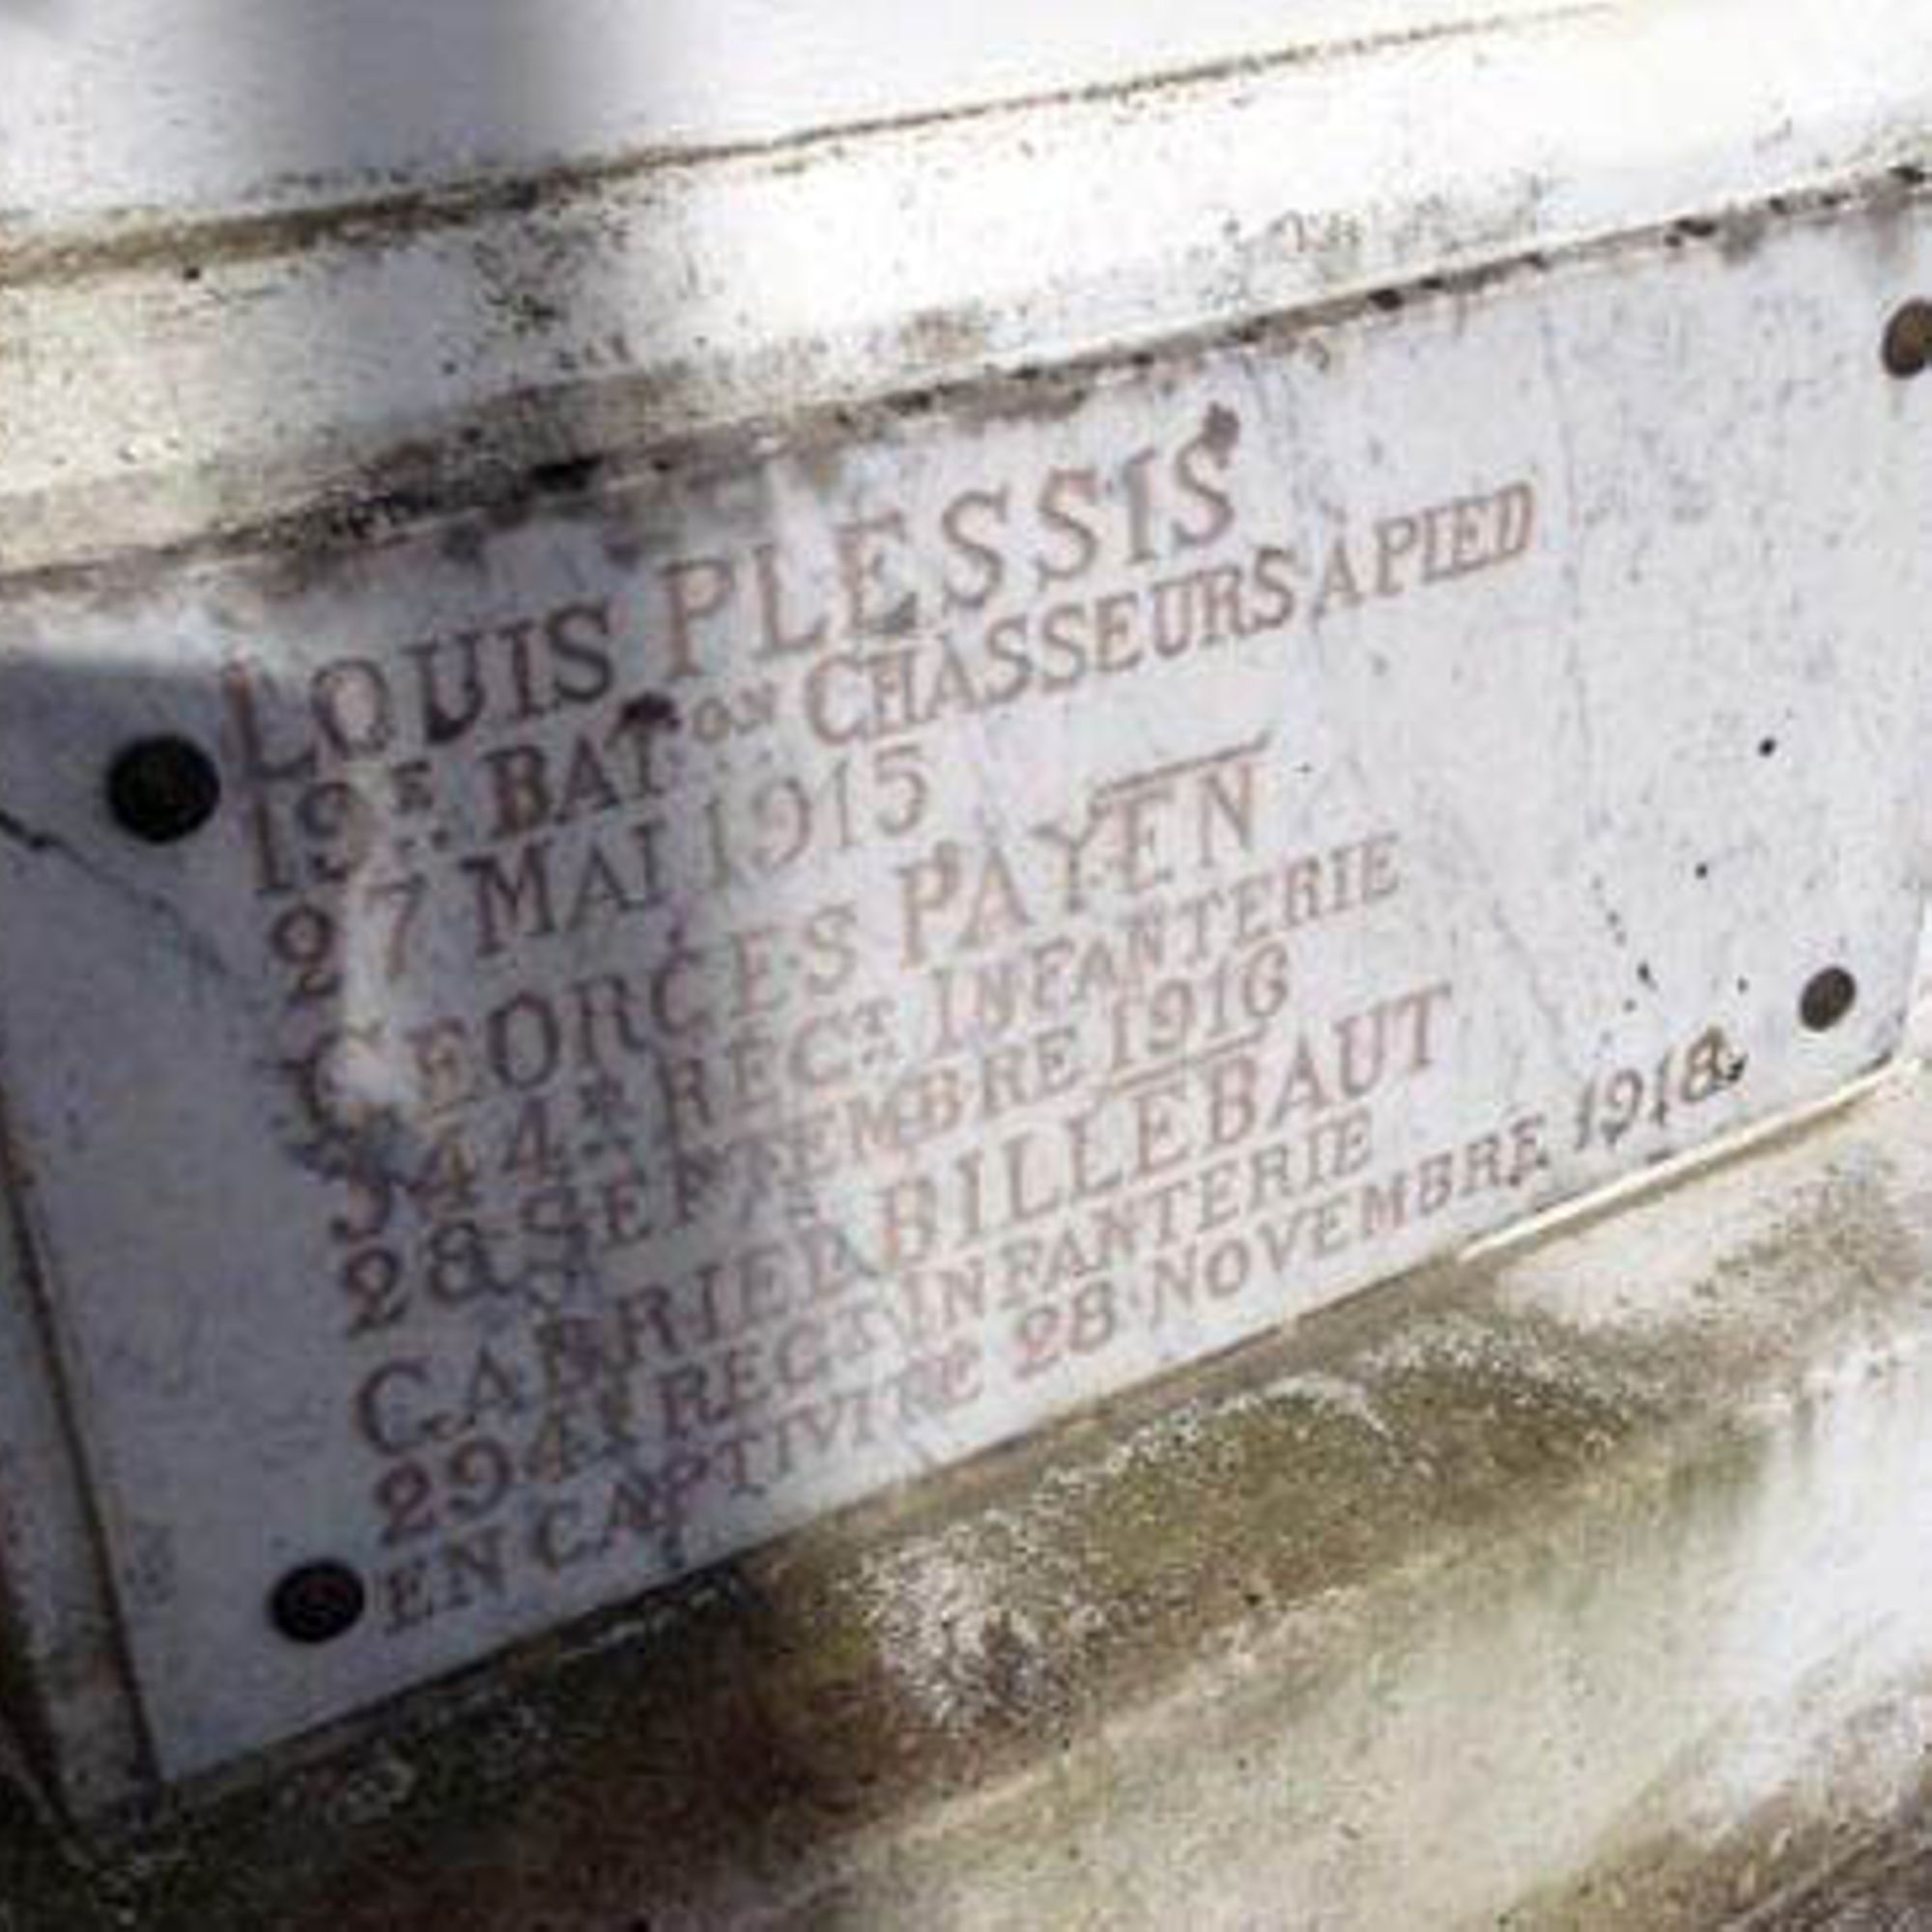 LOUIS PLESSIS
19E BATON CHASSEURS A PIED
27 MAI 1915
GEORGES PAYEN
344E REGT INFANTERIE
28 SEPTEMBRE 1916
GABRIEL BILLEBAUT
294E REGT INFANTERIE
EN CAPTIVITE 28 NOVEMBRE 1918.